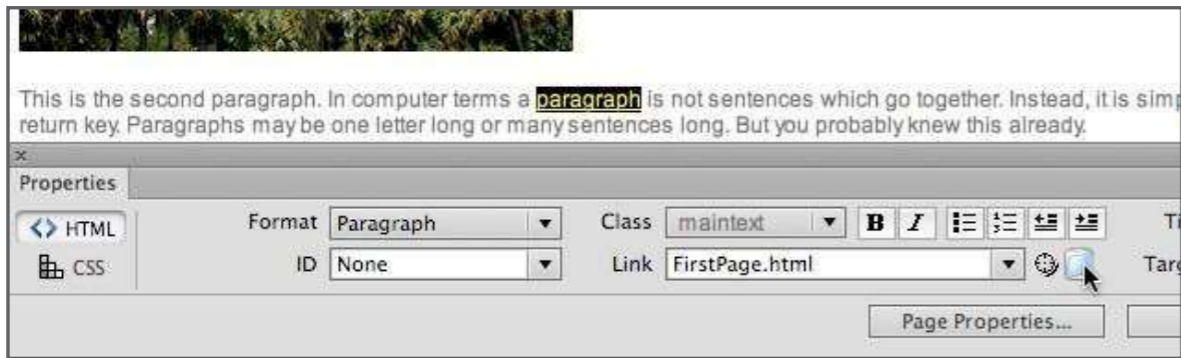 This is the second paragraph. In computer terms a paragraph is not sentences which go together. Instead, it is
return key. Paragraphs may be one letter long or many sentences long. But you probably knew this already.
Properties
<> HTML Format Paragraph Class maintext B I
CSS ID None Link FirstPage.html
Page Properties...